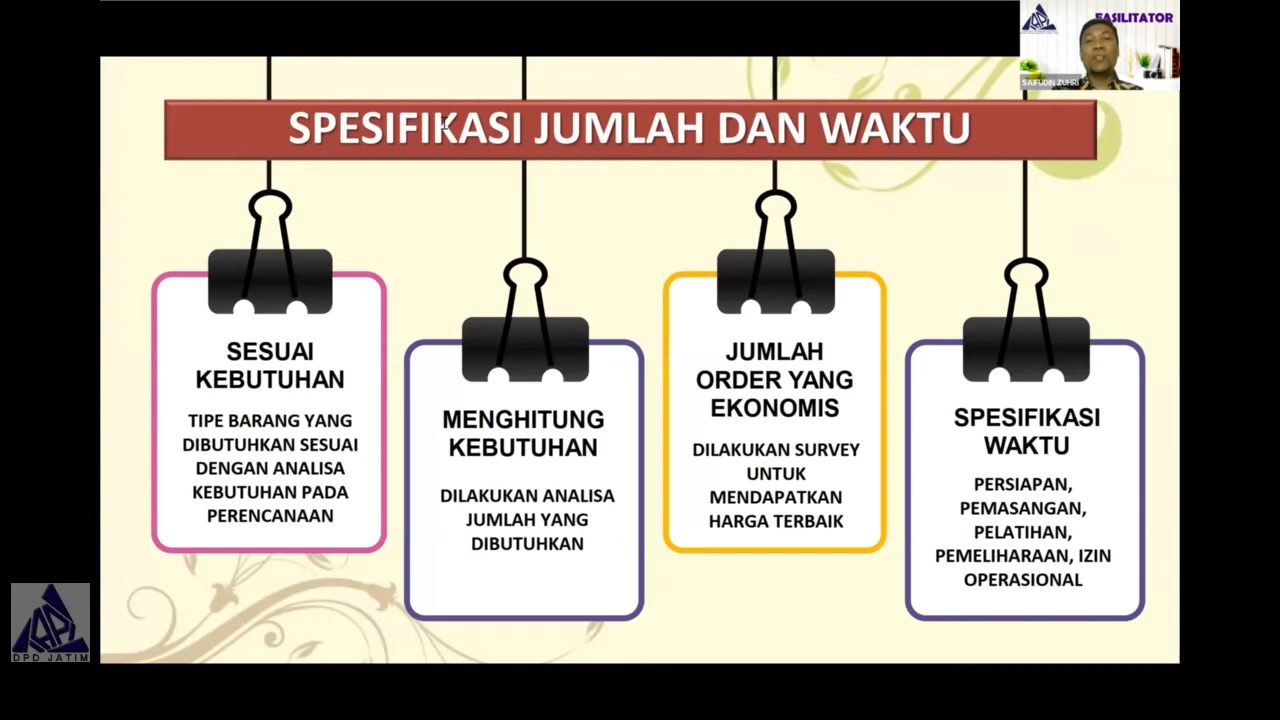 FASILITATOR
SAIFUDIN ZUHRI
SPESIFIKASI JUMLAH DAN WAKTU
SESUAI
KEBUTUHAN
TIPE BARANG YANG
DIBUTUHKAN SESUAI
DENGAN ANALISA
KEBUTUHAN PADA
PERENCANAAN
MENGHITUNG
KEBUTUHAN
DILAKUKAN ANALISA
JUMLAH YANG
DIBUTUHKAN
JUMLAH
ORDER YANG
EKONOMIS
DILAKUKAN SURVEY
UNTUK
MENDAPATKAN
HARGA TERBAIK
SPESIFIKASI
WAKTU
PERSIAPAN,
PEMASANGAN,
PELATIHAN,
PEMELIHARAAN, IZIN
OPERASIONAL
DPD JATIM